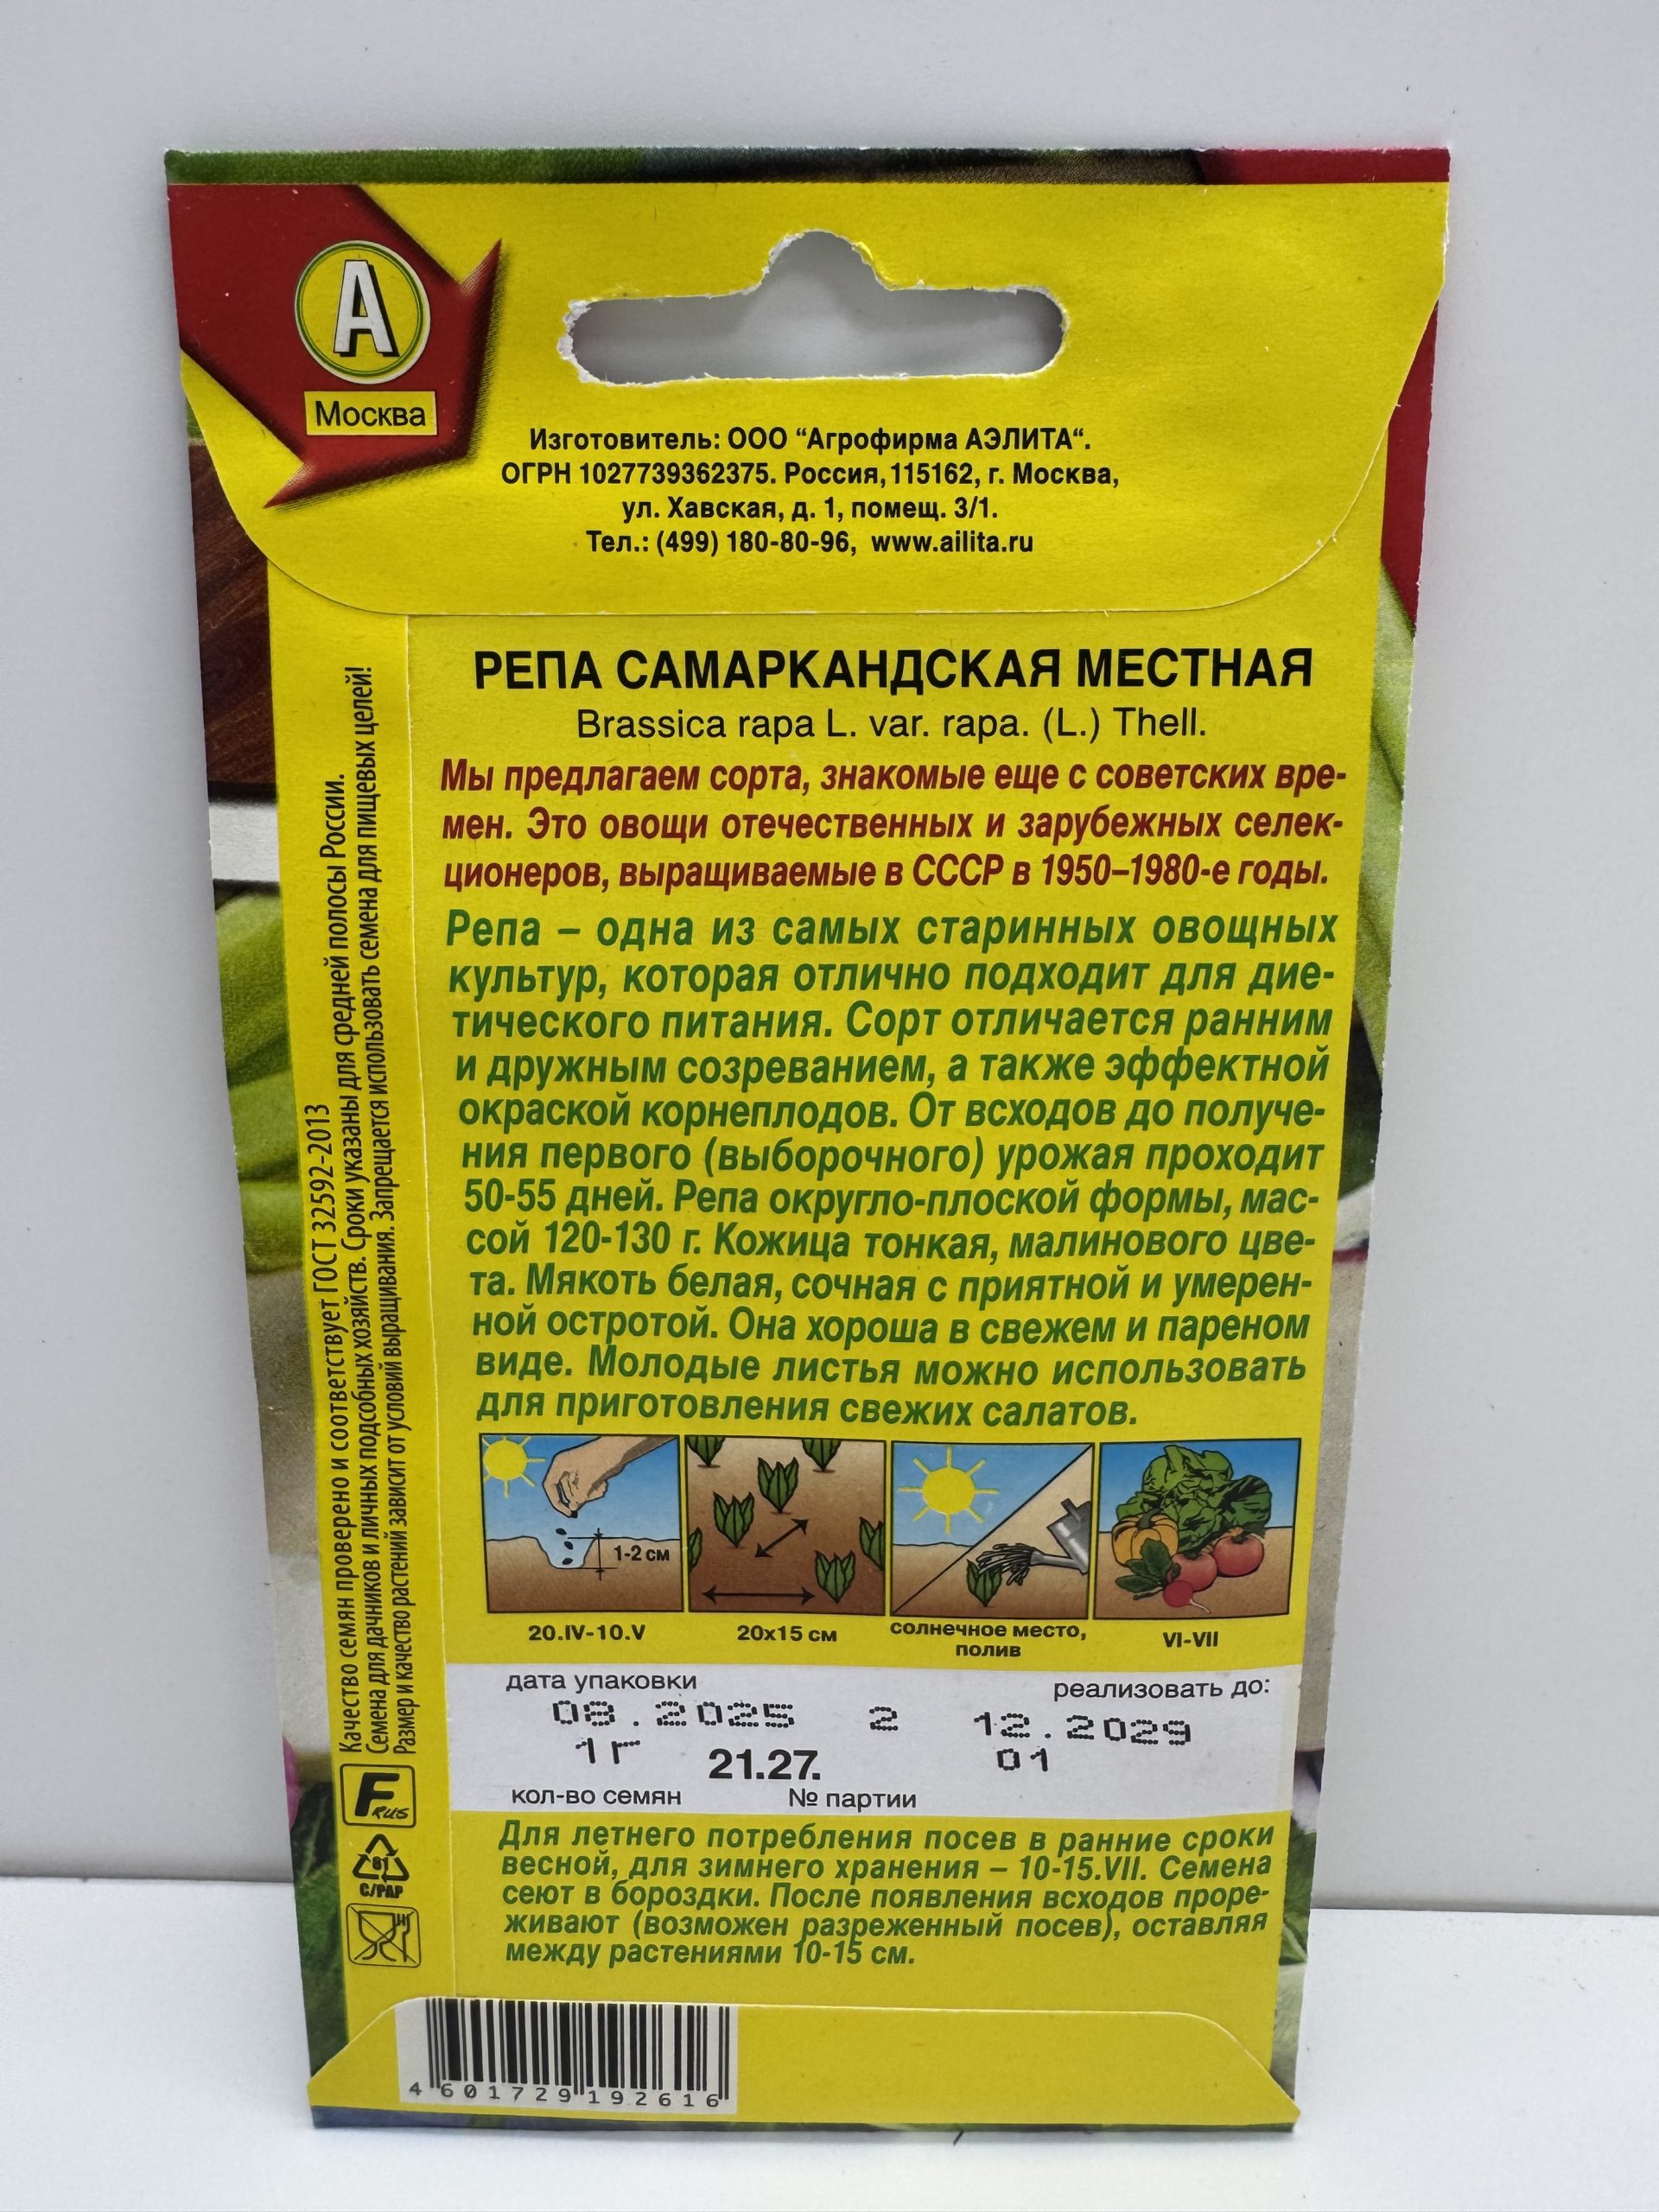 А
Москва
Изготовитель: ООО “Агрофирма АЭЛИТА“.
ОГРН 1027739362375. Россия, 115162, г. Москва,
ул. Хавская, д. 1, помещ. 3/1.
Тел.: (499) 180-80-96, www.ailita.ru
РЕПА САМАРКАНДСКАЯ МЕСТНАЯ
Brassica rapa L. var. rapa. (L.) Thell.
Мы предлагаем сорта, знакомые еще с советских вре-
мен. Это овощи отечественных и зарубежных селек-
ционеров, выращиваемые в СССР в 1950–1980-е годы.
Репа – одна из самых старинных овощных
культур, которая отлично подходит для дие-
тического питания. Сорт отличается ранним
и дружным созреванием, а также эффектной
окраской корнеплодов. От всходов до получе-
ния первого (выборочного) урожая проходит
50-55 дней. Репа округло-плоской формы, мас-
сой 120-130 г. Кожица тонкая, малинового цве-
та. Мякоть белая, сочная с приятной и умерен-
ной остротой. Она хороша в свежем и пареном
виде. Молодые листья можно использовать
для приготовления свежих салатов.
1-2 см
20.IV-10.V
20х15 см
солнечное место,
полив
VI-VII
дата упаковки
реализовать до:
08.2025 2 12.2029
1г 21.27. 01
кол-во семян № партии
Для летнего потребления посев в ранние сроки
весной, для зимнего хранения – 10-15.VII. Семена
сеют в бороздки. После появления всходов проре-
живают (возможен разреженный посев), оставляя
между растениями 10-15 см.
Качество семян проверено и соответствует ГОСТ 32592-2013
Семена для дачников и личных подсобных хозяйств. Сроки указаны для средней полосы России.
Размер и качество растений зависит от условий выращивания. Запрещается использовать семена для пищевых целей!
F RUS
81
C/PAP
4 601729 192616